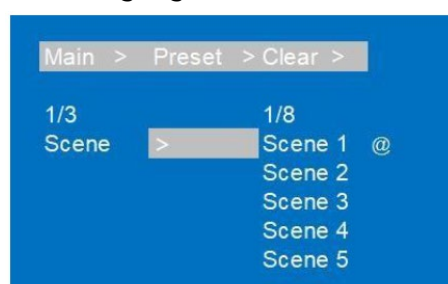 Main > Preset > Clear >
1/3 1/8
Scene > Scene 1 @
Scene 2
Scene 3
Scene 4
Scene 5